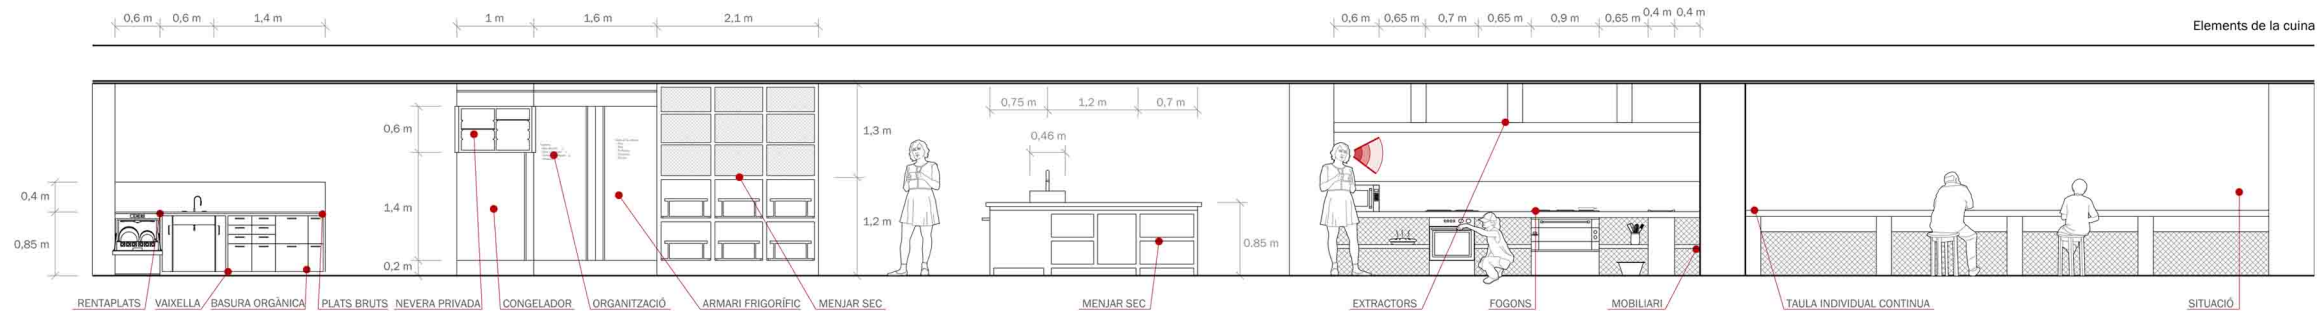 0,6 m 0,6 m 1,4 m 1 m 1,6 m 2,1 m 0,6 m 0,65 m 0,7 m 0,65 m 0,9 m 0,65 m 0,4 m 0,4 m
Elements de la cuina
0,75 m 1,2 m 0,7 m
0,6 m
1,3 m
0,46 m
0,4 m
1,4 m
1,2 m
0,85 m
0.85 m
0,2 m
RENTAPLATS VAIXELLA BASURA ORGÀNICA PLATS BRUTS NEVERA PRIVADA CONGELADOR ORGANITZACIÓ ARMARI FRIGORÍFIC MENJAR SEC MENJAR SEC EXTRACTORS FOGONS MOBILIARI TAULA INDIVIDUAL CONTINUA SITUACIÓ